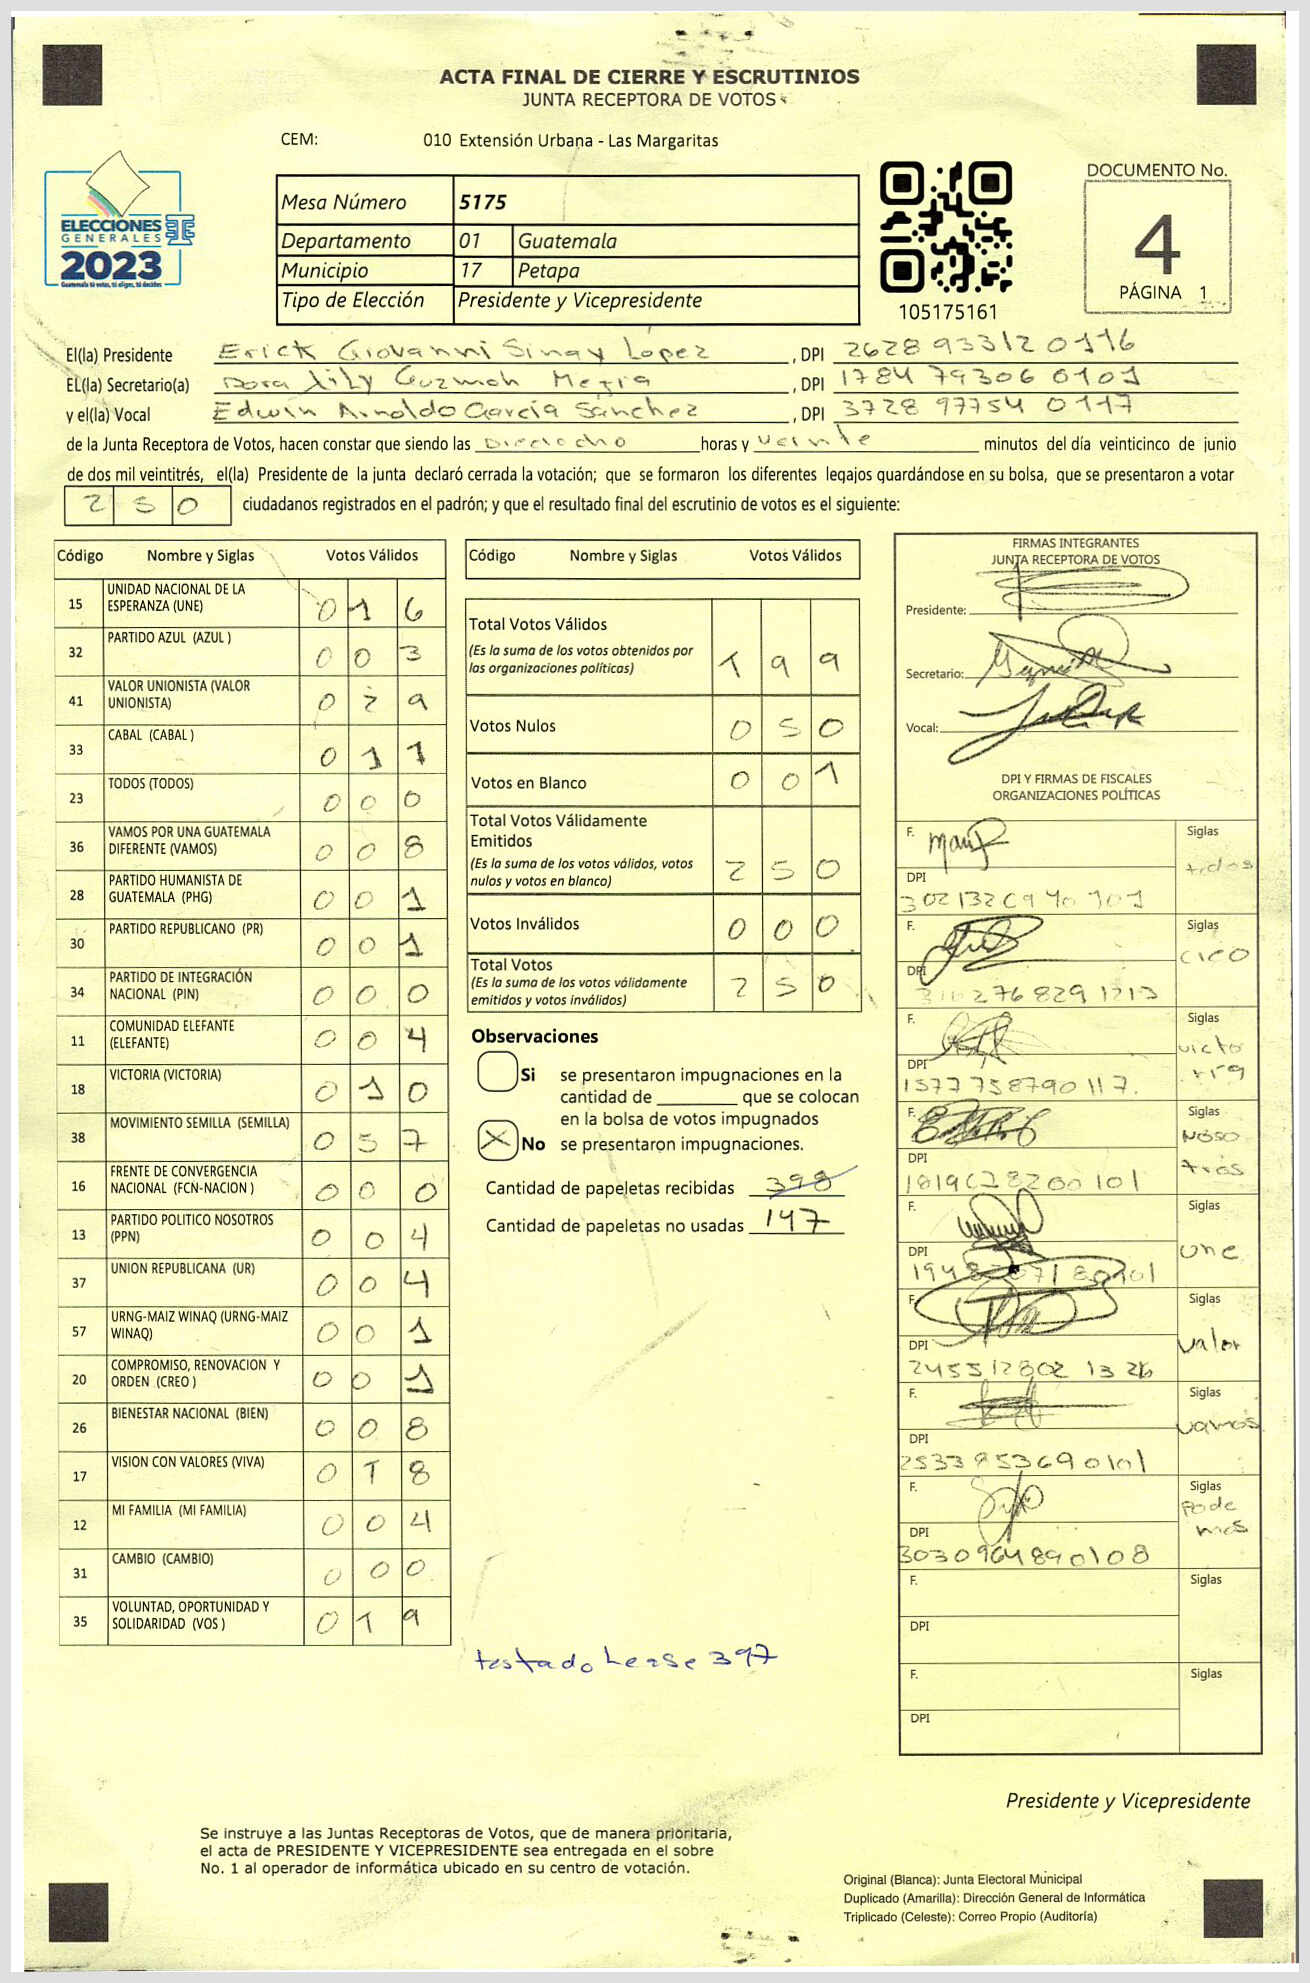 ACTA FINAL DE CIERRE Y ESCRUTINIOS
JUNTA RECEPTORA DE VOTOS
CEM: 010 Extensión Urbana - Las Margaritas
ELECCIONES
GENERALES
2023
Guatemala tú votas, tú eliges, tú decides
Mesa Número 5175
Departamento 01 Guatemala
Municipio 17 Petapa
Tipo de Elección Presidente y Vicepresidente
105175161
DOCUMENTO No.
4
PÁGINA 1
El(la) Presidente Erick Giovanni Sinay Lopez , DPI 2628 93312 0116
EL(la) Secretario(a) Dora lily Guzmán Mejia , DPI 1784 79306 0101
y el(la) Vocal Edwin Arnoldo García Sánchez , DPI 3728 97754 0117
de la Junta Receptora de Votos, hacen constar que siendo las Dieciocho horas y veinte minutos del día veinticinco de junio
de dos mil veintitrés, el(la) Presidente de la junta declaró cerrada la votación; que se formaron los diferentes legajos guardándose en su bolsa, que se presentaron a votar
250 ciudadanos registrados en el padrón; y que el resultado final del escrutinio de votos es el siguiente:
Código Nombre y Siglas Votos Válidos
15 UNIDAD NACIONAL DE LA ESPERANZA (UNE) 0 1 6
32 PARTIDO AZUL (AZUL ) 0 0 3
41 VALOR UNIONISTA (VALOR UNIONISTA) 0 2 9
33 CABAL (CABAL ) 0 1 1
23 TODOS (TODOS) 0 0 0
36 VAMOS POR UNA GUATEMALA DIFERENTE (VAMOS) 0 0 8
28 PARTIDO HUMANISTA DE GUATEMALA (PHG) 0 0 1
30 PARTIDO REPUBLICANO (PR) 0 0 1
34 PARTIDO DE INTEGRACIÓN NACIONAL (PIN) 0 0 0
11 COMUNIDAD ELEFANTE (ELEFANTE) 0 0 4
18 VICTORIA (VICTORIA) 0 1 0
38 MOVIMIENTO SEMILLA (SEMILLA) 0 5 7
16 FRENTE DE CONVERGENCIA NACIONAL (FCN-NACION ) 0 0 0
13 PARTIDO POLITICO NOSOTROS (PPN) 0 0 4
37 UNION REPUBLICANA (UR) 0 0 4
57 URNG-MAIZ WINAQ (URNG-MAIZ WINAQ) 0 0 1
20 COMPROMISO, RENOVACION Y ORDEN (CREO ) 0 0 1
26 BIENESTAR NACIONAL (BIEN) 0 0 8
17 VISION CON VALORES (VIVA) 0 1 8
12 MI FAMILIA (MI FAMILIA) 0 0 4
31 CAMBIO (CAMBIO) 0 0 0
35 VOLUNTAD, OPORTUNIDAD Y SOLIDARIDAD (VOS ) 0 1 9
Código Nombre y Siglas Votos Válidos
Total Votos Válidos
(Es la suma de los votos obtenidos por
las organizaciones políticas) 1 9 9
Votos Nulos 0 5 0
Votos en Blanco 0 0 1
Total Votos Válidamente
Emitidos
(Es la suma de los votos válidos, votos
nulos y votos en blanco) 2 5 0
Votos Inválidos 0 0 0
Total Votos
(Es la suma de los votos válidamente
emitidos y votos inválidos) 2 5 0
Observaciones
Si se presentaron impugnaciones en la
cantidad de ________ que se colocan
en la bolsa de votos impugnados
X No se presentaron impugnaciones.
Cantidad de papeletas recibidas 398
Cantidad de papeletas no usadas 147
testado Lease 397
FIRMAS INTEGRANTES
JUNTA RECEPTORA DE VOTOS
Presidente:
Secretario:
Vocal:
DPI Y FIRMAS DE FISCALES
ORGANIZACIONES POLÍTICAS
F. Siglas
todos
DPI
F. Siglas
DPI
F. Siglas
victo
rra
DPI
1577758790117.
F. Siglas
Noso
tros
DPI
F. Siglas
une
DPI
F. Siglas
valor
DPI
245512802 1326
F. Siglas
vamos
DPI
2533953690101
F. Siglas
Pode
mos
DPI
3030964890108
F. Siglas
DPI
F. Siglas
DPI
Presidente y Vicepresidente
Se instruye a las Juntas Receptoras de Votos, que de manera prioritaria,
el acta de PRESIDENTE Y VICEPRESIDENTE sea entregada en el sobre
No. 1 al operador de informática ubicado en su centro de votación.
Original (Blanca): Junta Electoral Municipal
Duplicado (Amarilla): Dirección General de Informática
Triplicado (Celeste): Correo Propio (Auditoría)